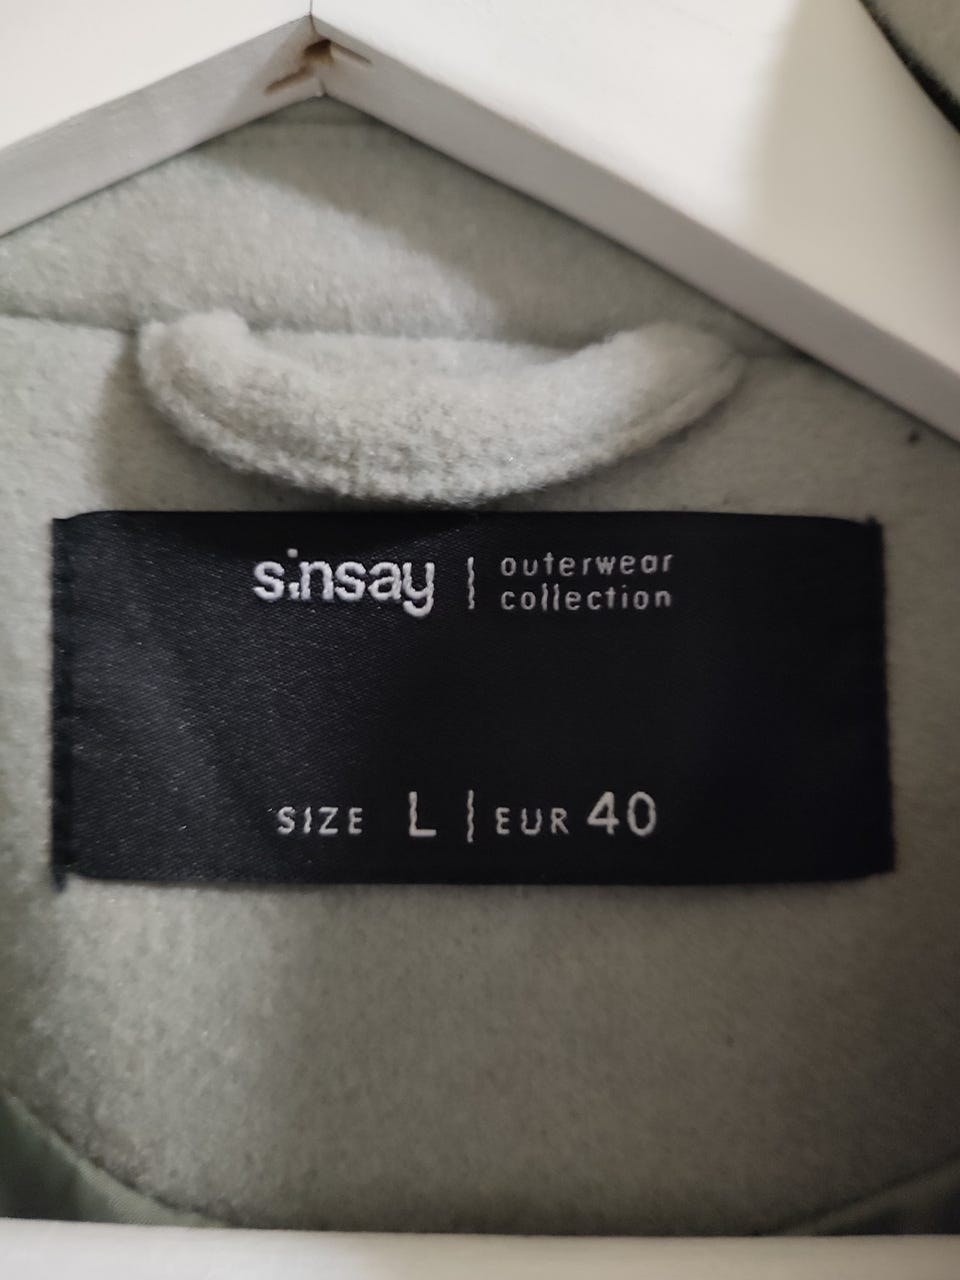 sinsay | outerwear
collection
SIZE L | EUR 40